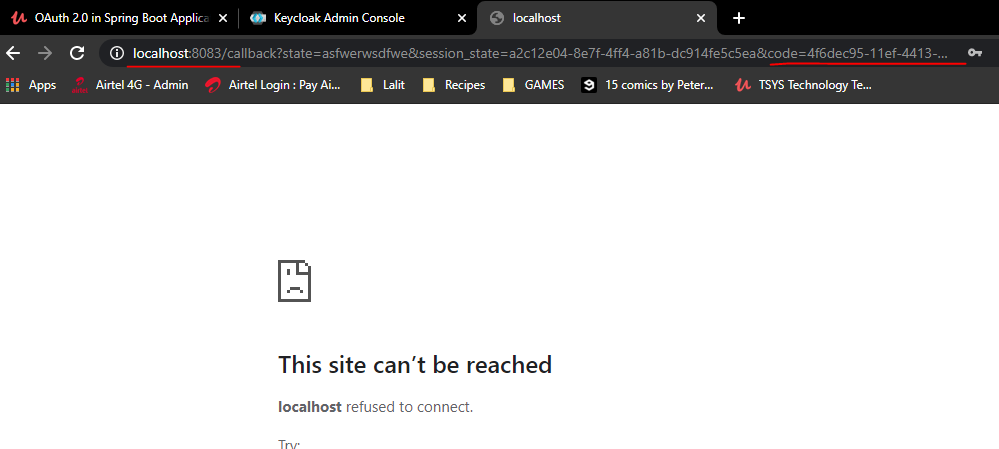 OAuth 2.0 in Spring Boot Applica
Keycloak Admin Console
localhost
localhost:8083/callback?state=asfwerwsdfwe&session_state=a2c12e04-8e7f-4ff4-a81b-dc914fe5c5ea&code=4f6dec95-11ef-4413-...
Apps
Airtel 4G - Admin
Airtel Login : Pay Ai...
Lalit
Recipes
GAMES
15 comics by Peter...
TSYS Technology Te...
This site can't be reached
localhost refused to connect.
Try: